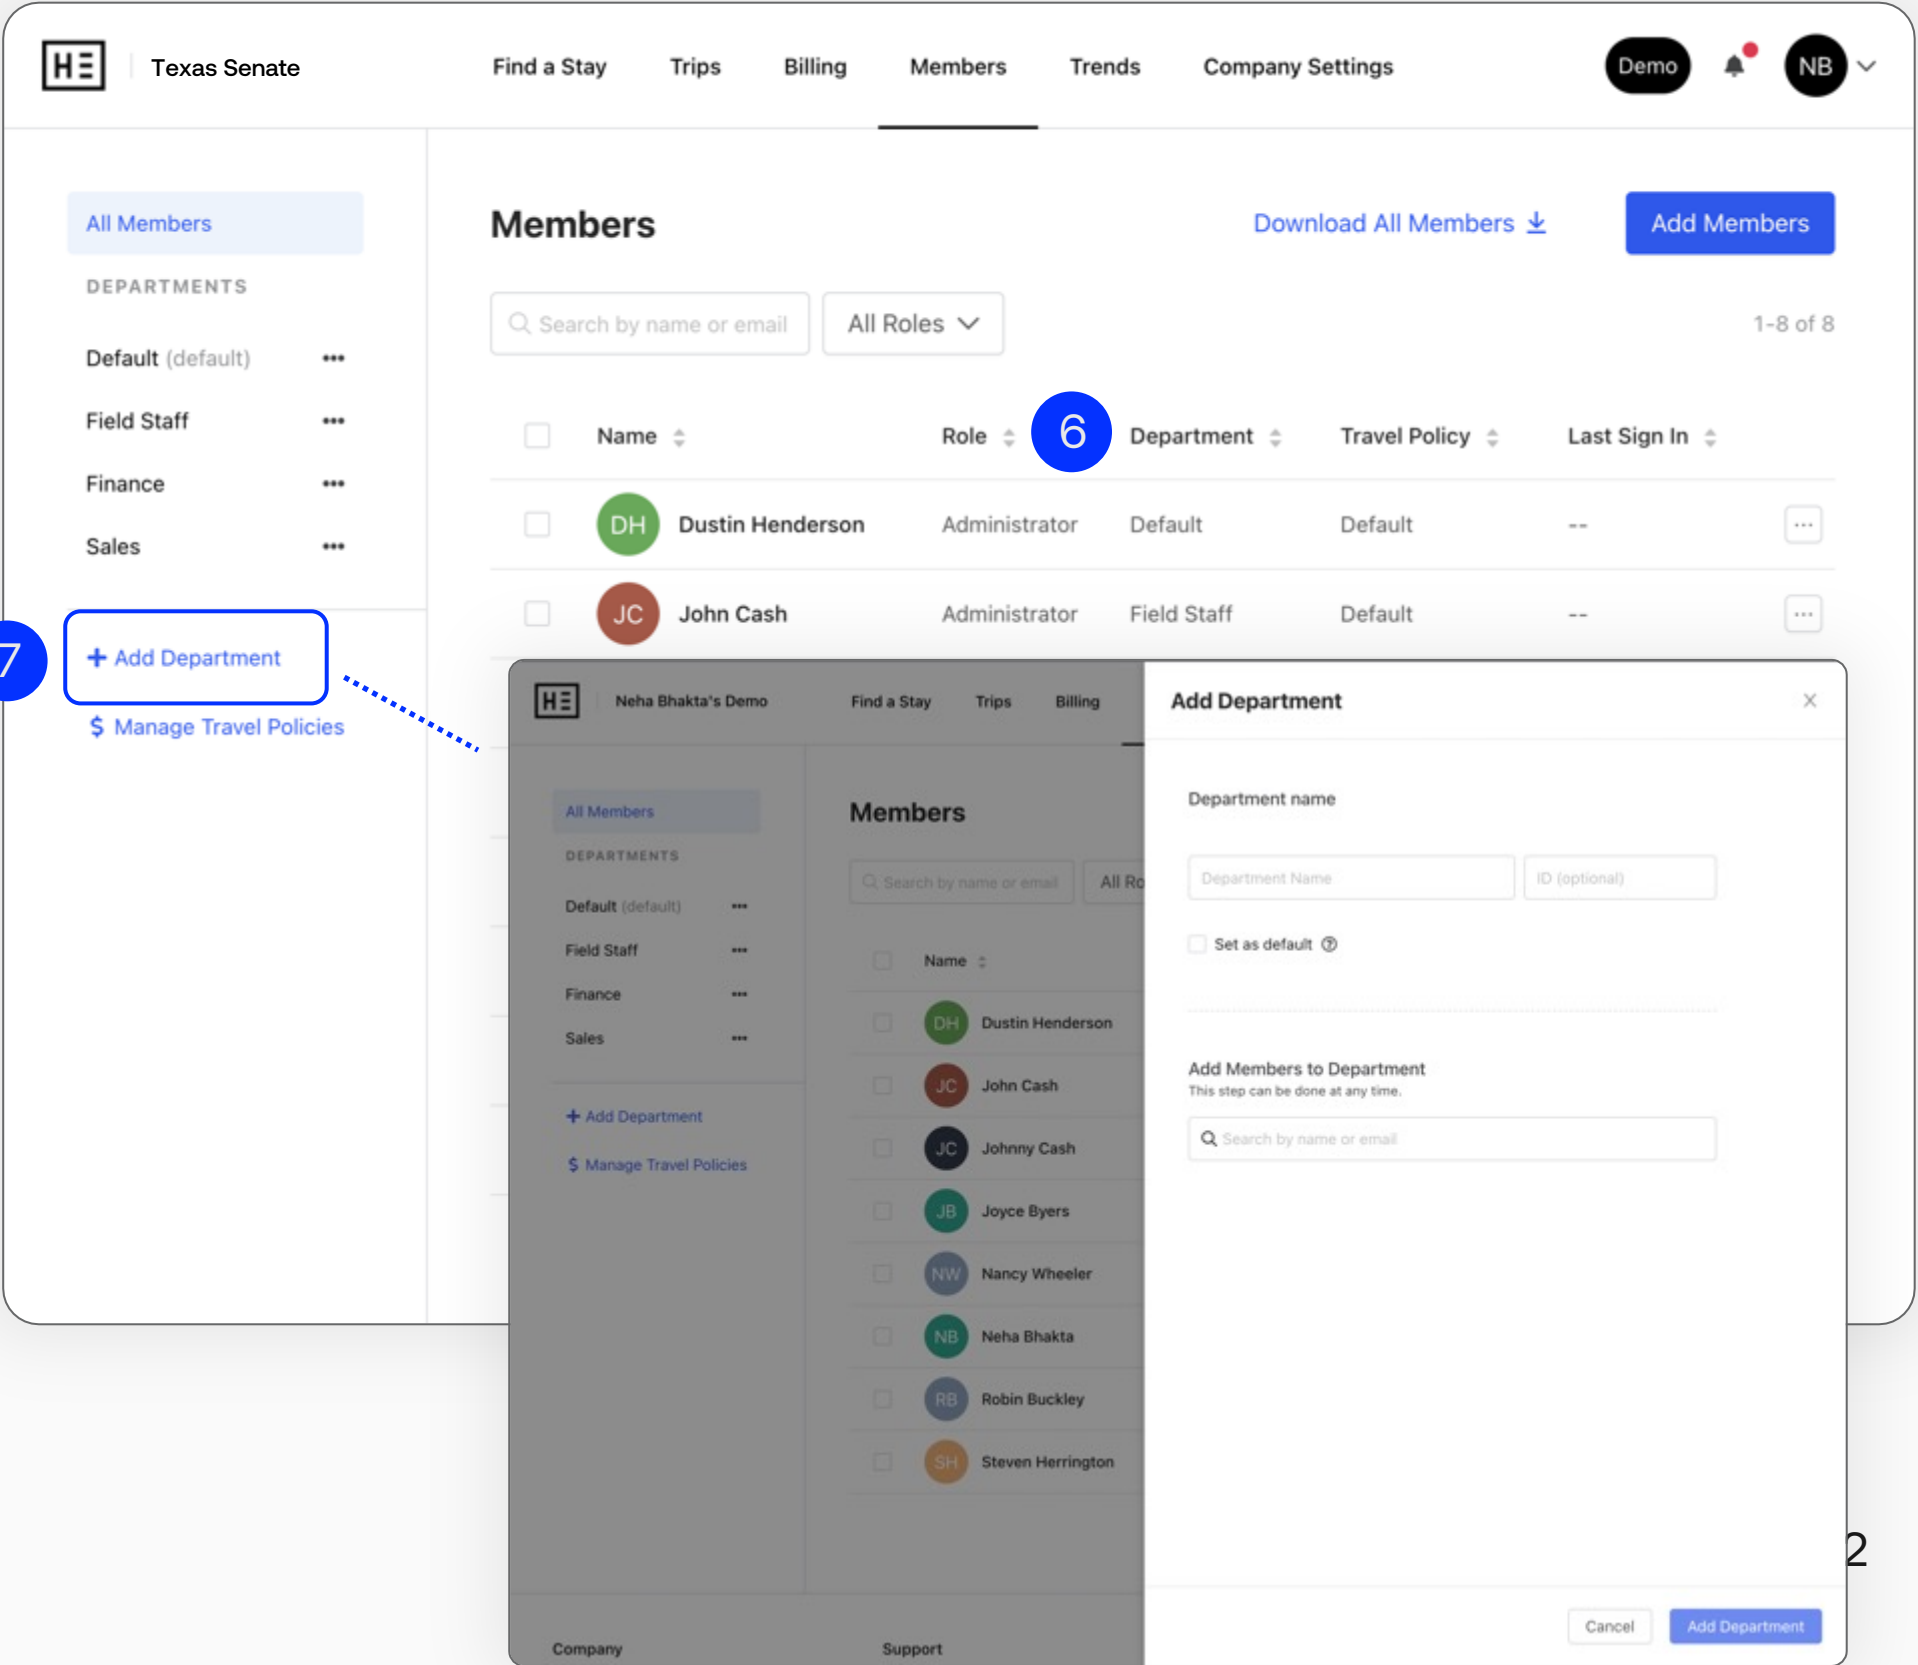 HE Texas Senate Find a Stay Trips Billing Members Trends Company Settings Demo NB
All Members
DEPARTMENTS
Default (default) •••
Field Staff •••
Finance •••
Sales •••
7
+ Add Department
$ Manage Travel Policies
Members Download All Members Add Members
Search by name or email All Roles 1-8 of 8
Name Role 6 Department Travel Policy Last Sign In
DH Dustin Henderson Administrator Default Default -- ...
JC John Cash Administrator Field Staff Default -- ...
HE Neha Bhakta's Demo Find a Stay Trips Billing
All Members
DEPARTMENTS
Default (default) •••
Field Staff •••
Finance •••
Sales •••
+ Add Department
$ Manage Travel Policies
Members
Search by name or email All Ro
Name
DH Dustin Henderson
JC John Cash
JC Johnny Cash
JB Joyce Byers
NW Nancy Wheeler
NB Neha Bhakta
RB Robin Buckley
SH Steven Herrington
Company Support
Add Department ×
Department name
Department Name ID (optional)
Set as default ?
Add Members to Department
This step can be done at any time.
Search by name or email
Cancel Add Department
2